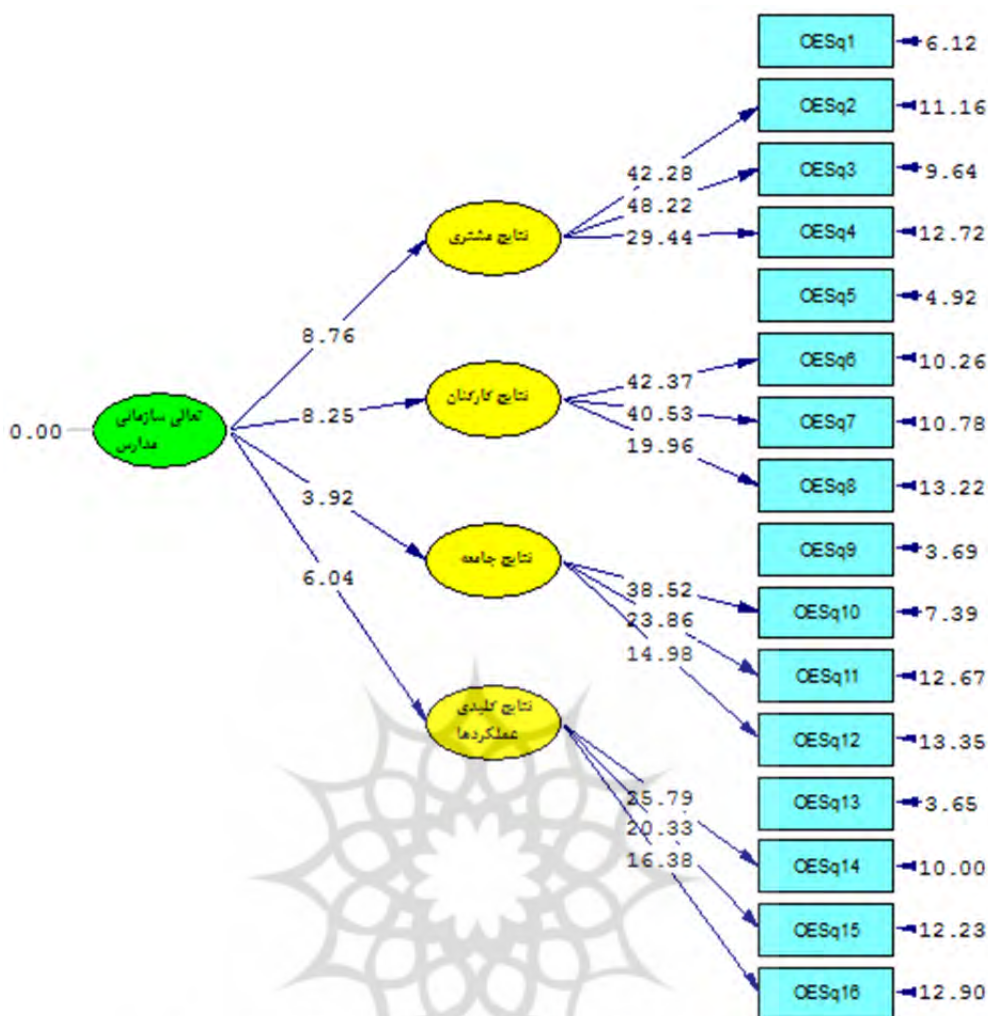 OESq1
6.12
OESq2
11.16
42.28
OESq3
9.64
48.22
نتایج مشتری
29.44
OESq4
12.72
OESq5
4.92
8.76
OESq6
10.26
42.37
نتایج کارکنان
8.25
40.53
OESq7
10.78
0.00
تعالی سازمانی
مدارس
19.96
OESq8
13.22
3.92
OESq9
3.69
نتایج جامعه
6.04
38.52
OESq10
7.39
23.86
14.98
OESq11
12.67
نتایج کلیدی
عملکردها
OESq12
13.35
25.79
OESq13
3.65
20.33
16.38
OESq14
10.00
OESq15
12.23
OESq16
12.90